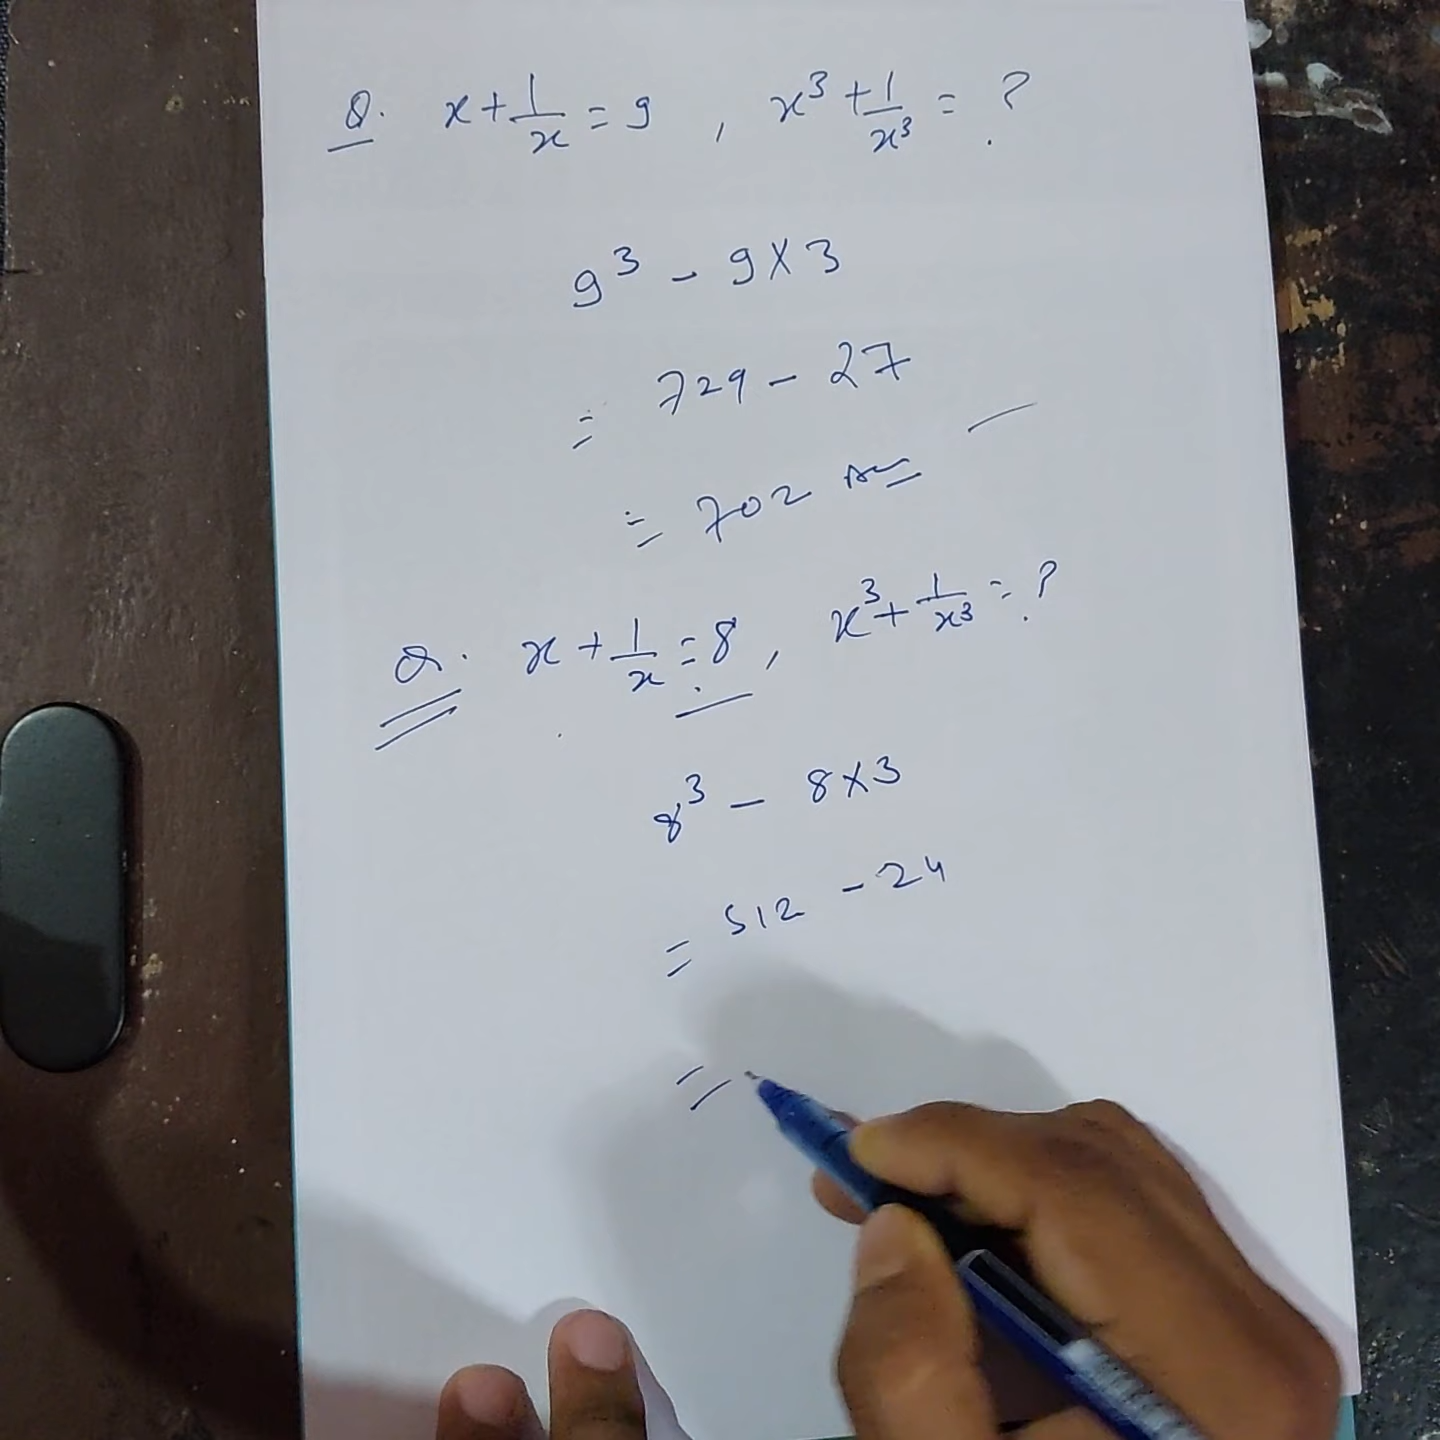 Q. x + 1/x = 9 , x³ + 1/x³ = ?
9³ - 9 x 3
= 729 - 27
= 702 Ans
Q. x + 1/x = 8 , x³ + 1/x³ = ?
8³ - 8 x 3
= 512 - 24
=